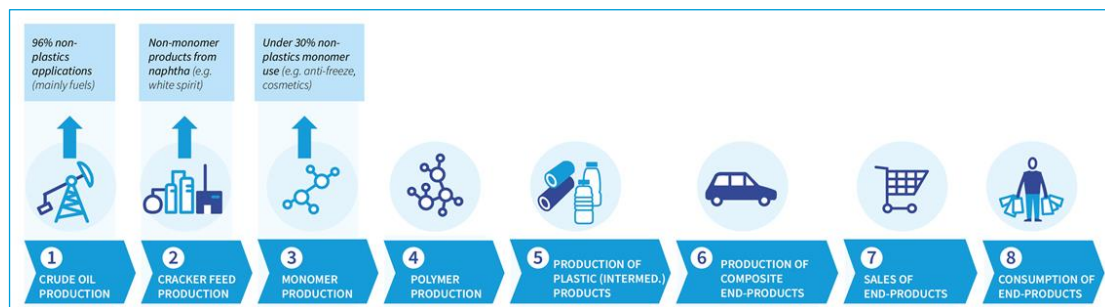 96% non-
plastics
applications
(mainly fuels)
Non-monomer
products from
naphtha (e.g.
white spirit)
Under 30% non-
plastics monomer
use (e.g. anti-freeze,
cosmetics)
1
CRUDE OIL
PRODUCTION
2
CRACKER FEED
PRODUCTION
3
MONOMER
PRODUCTION
4
POLYMER
PRODUCTION
5
PRODUCTION OF
PLASTIC (INTERMED.)
PRODUCTS
6
PRODUCTION OF
COMPOSITE
END-PRODUCTS
7
SALES OF
END-PRODUCTS
8
CONSUMPTION OF
END-PRODUCTS